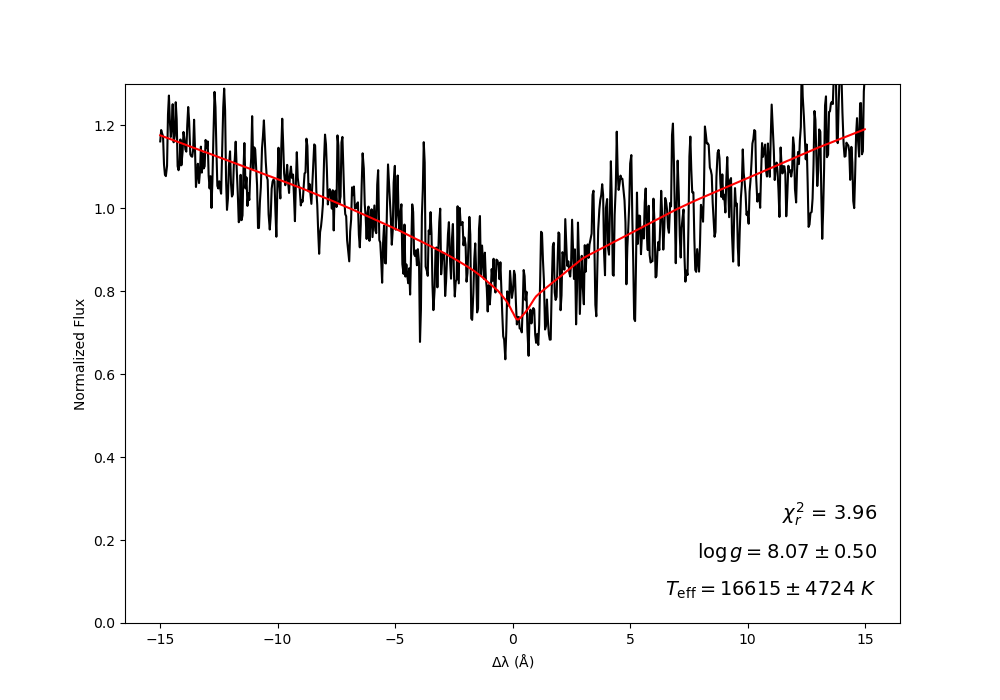 1.2
1.0
0.8
0.6
0.4
0.2
0.0
Normalized Flux
χ²ᵣ = 3.96
log g = 8.07 ± 0.50
T_eff = 16615 ± 4724 K
−15 −10 −5 0 5 10 15
Δλ (Å)